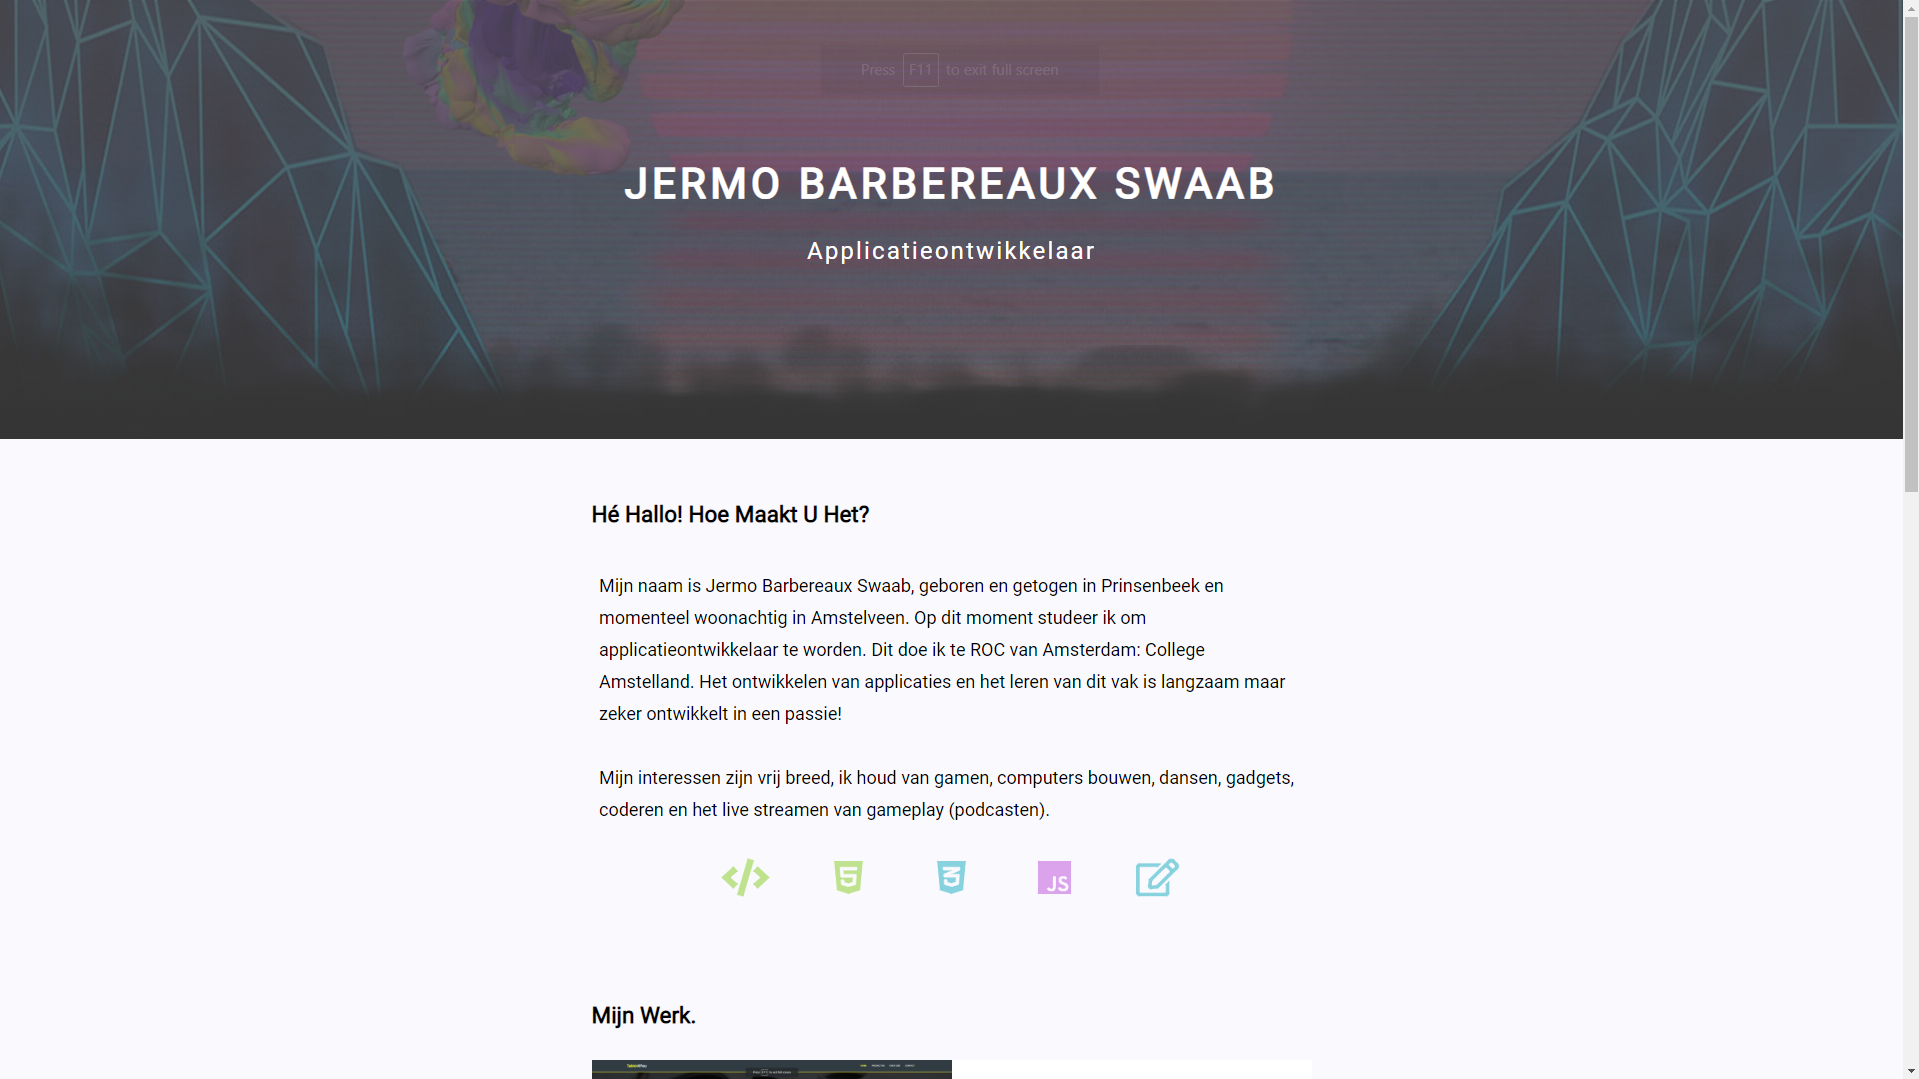 Press F11 to exit full screen
JERMO BARBEREAUX SWAAB
Applicatieontwikkelaar
Hé Hallo! Hoe Maakt U Het?
Mijn naam is Jermo Barbereaux Swaab, geboren en getogen in Prinsenbeek en
momenteel woonachtig in Amstelveen. Op dit moment studeer ik om
applicatieontwikkelaar te worden. Dit doe ik te ROC van Amsterdam: College
Amstelland. Het ontwikkelen van applicaties en het leren van dit vak is langzaam maar
zeker ontwikkelt in een passie!
Mijn interessen zijn vrij breed, ik houd van gamen, computers bouwen, dansen, gadgets,
coderen en het live streamen van gameplay (podcasten).
JS
Mijn Werk.